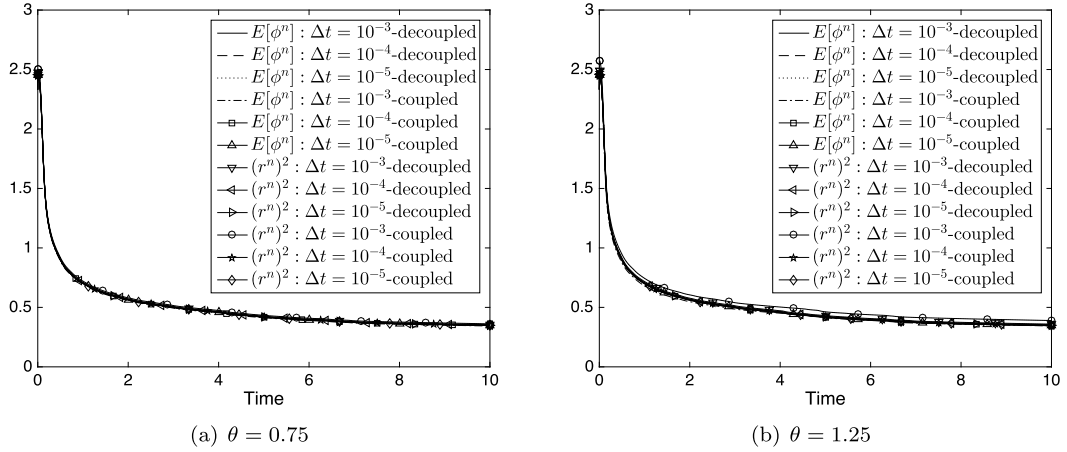 3
2.5
2
1.5
1
0.5
0
0 2 4 6 8 10
Time
E[ϕⁿ] : Δt = 10⁻³-decoupled
E[ϕⁿ] : Δt = 10⁻⁴-decoupled
E[ϕⁿ] : Δt = 10⁻⁵-decoupled
E[ϕⁿ] : Δt = 10⁻³-coupled
E[ϕⁿ] : Δt = 10⁻⁴-coupled
E[ϕⁿ] : Δt = 10⁻⁵-coupled
(rⁿ)² : Δt = 10⁻³-decoupled
(rⁿ)² : Δt = 10⁻⁴-decoupled
(rⁿ)² : Δt = 10⁻⁵-decoupled
(rⁿ)² : Δt = 10⁻³-coupled
(rⁿ)² : Δt = 10⁻⁴-coupled
(rⁿ)² : Δt = 10⁻⁵-coupled
(a) θ = 0.75
3
2.5
2
1.5
1
0.5
0
0 2 4 6 8 10
Time
E[ϕⁿ] : Δt = 10⁻³-decoupled
E[ϕⁿ] : Δt = 10⁻⁴-decoupled
E[ϕⁿ] : Δt = 10⁻⁵-decoupled
E[ϕⁿ] : Δt = 10⁻³-coupled
E[ϕⁿ] : Δt = 10⁻⁴-coupled
E[ϕⁿ] : Δt = 10⁻⁵-coupled
(rⁿ)² : Δt = 10⁻³-decoupled
(rⁿ)² : Δt = 10⁻⁴-decoupled
(rⁿ)² : Δt = 10⁻⁵-decoupled
(rⁿ)² : Δt = 10⁻³-coupled
(rⁿ)² : Δt = 10⁻⁴-coupled
(rⁿ)² : Δt = 10⁻⁵-coupled
(b) θ = 1.25